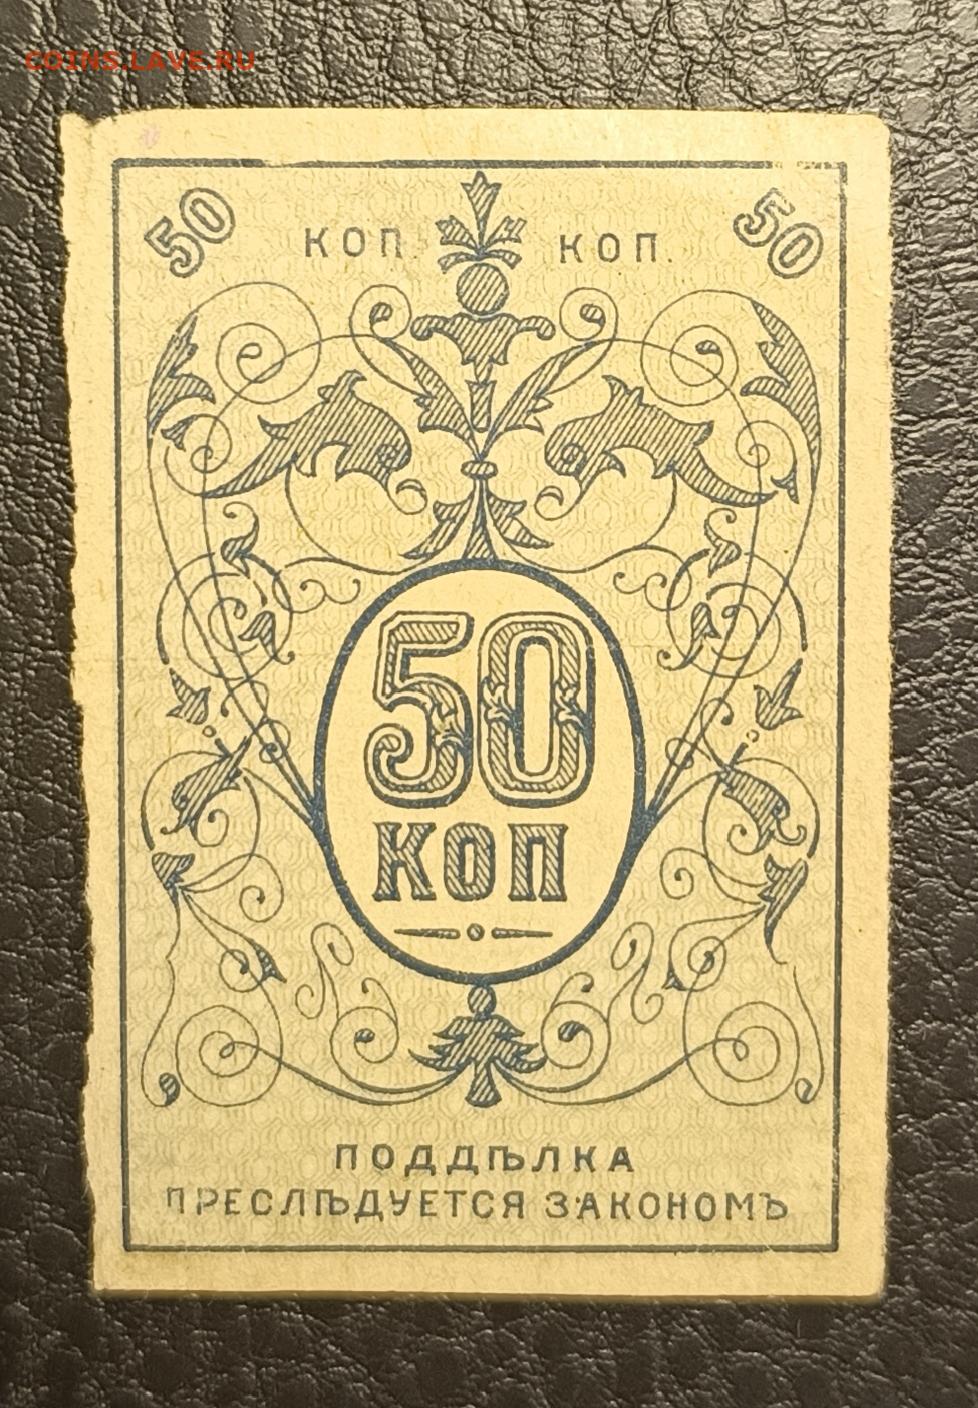 COINS.LAVE.RU
50 КОП. КОП. 50
50
КОП
ПОДДѢЛКА
ПРЕСЛѢДУЕТСЯ ЗАКОНОМЪ